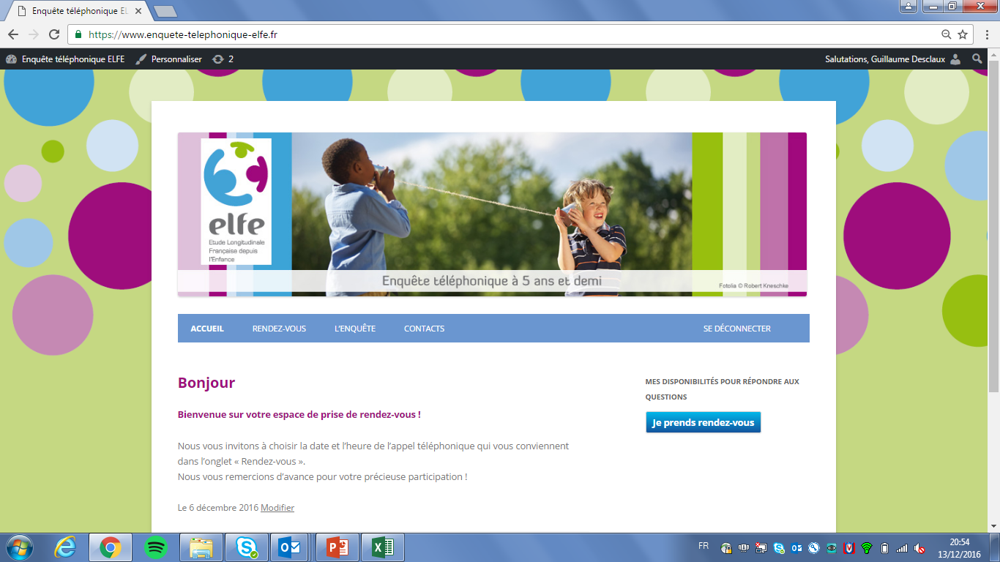 Enquête téléphonique EL
https://www.enquete-telephonique-elfe.fr
Enquête téléphonique ELFE
Personnaliser
2
Salutations, Guillaume Desclaux
elfe
Etude Longitudinale
Française depuis
l'Enfance
Enquête téléphonique à 5 ans et demi
Fotolia © Robert Kneschke
ACCUEIL
RENDEZ-VOUS
L'ENQUÊTE
CONTACTS
SE DÉCONNECTER
Bonjour
Bienvenue sur votre espace de prise de rendez-vous !
Nous vous invitons à choisir la date et l'heure de l'appel téléphonique qui vous conviennent
dans l'onglet « Rendez-vous ».
Nous vous remercions d'avance pour votre précieuse participation !
Le 6 décembre 2016 Modifier
MES DISPONIBILITÉS POUR RÉPONDRE AUX
QUESTIONS
Je prends rendez-vous
FR
20:54
13/12/2016